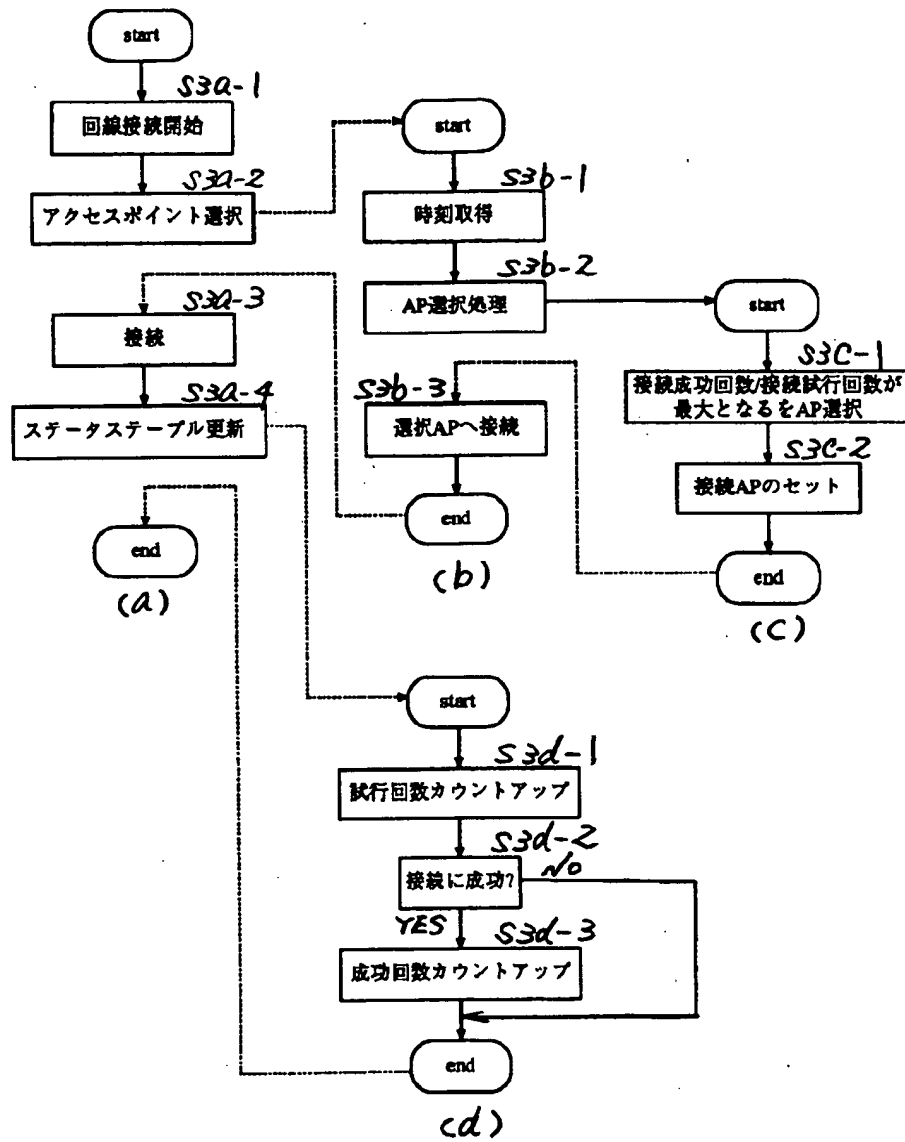 start
S3a-1
回線接続開始
S3a-2
アクセスポイント選択
S3a-3
接続
S3a-4
ステータステーブル更新
end
(a)
start
S3b-1
時刻取得
S3b-2
AP選択処理
S3b-3
選択APへ接続
end
(b)
start
S3C-1
接続成功回数/接続試行回数が
最大となるをAP選択
S3C-2
接続APのセット
end
(C)
start
S3d-1
試行回数カウントアップ
S3d-2
接線に成功?
No
YES
S3d-3
成功回数カウントアップ
end
(d)